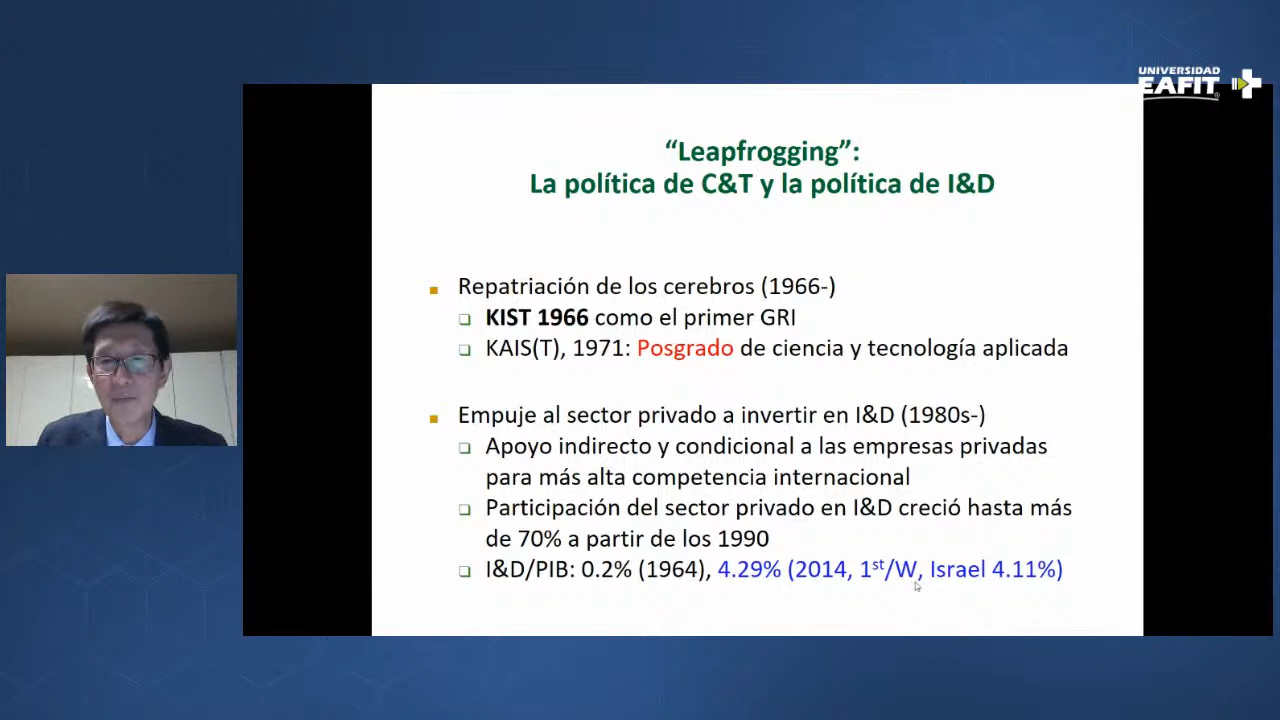 UNIVERSIDAD
EAFIT
“Leapfrogging”:
La política de C&T y la política de I&D
Repatriación de los cerebros (1966-)
KIST 1966 como el primer GRI
KAIS(T), 1971: Posgrado de ciencia y tecnología aplicada
Empuje al sector privado a invertir en I&D (1980s-)
Apoyo indirecto y condicional a las empresas privadas
para más alta competencia internacional
Participación del sector privado en I&D creció hasta más
de 70% a partir de los 1990
I&D/PIB: 0.2% (1964), 4.29% (2014, 1st/W, Israel 4.11%)